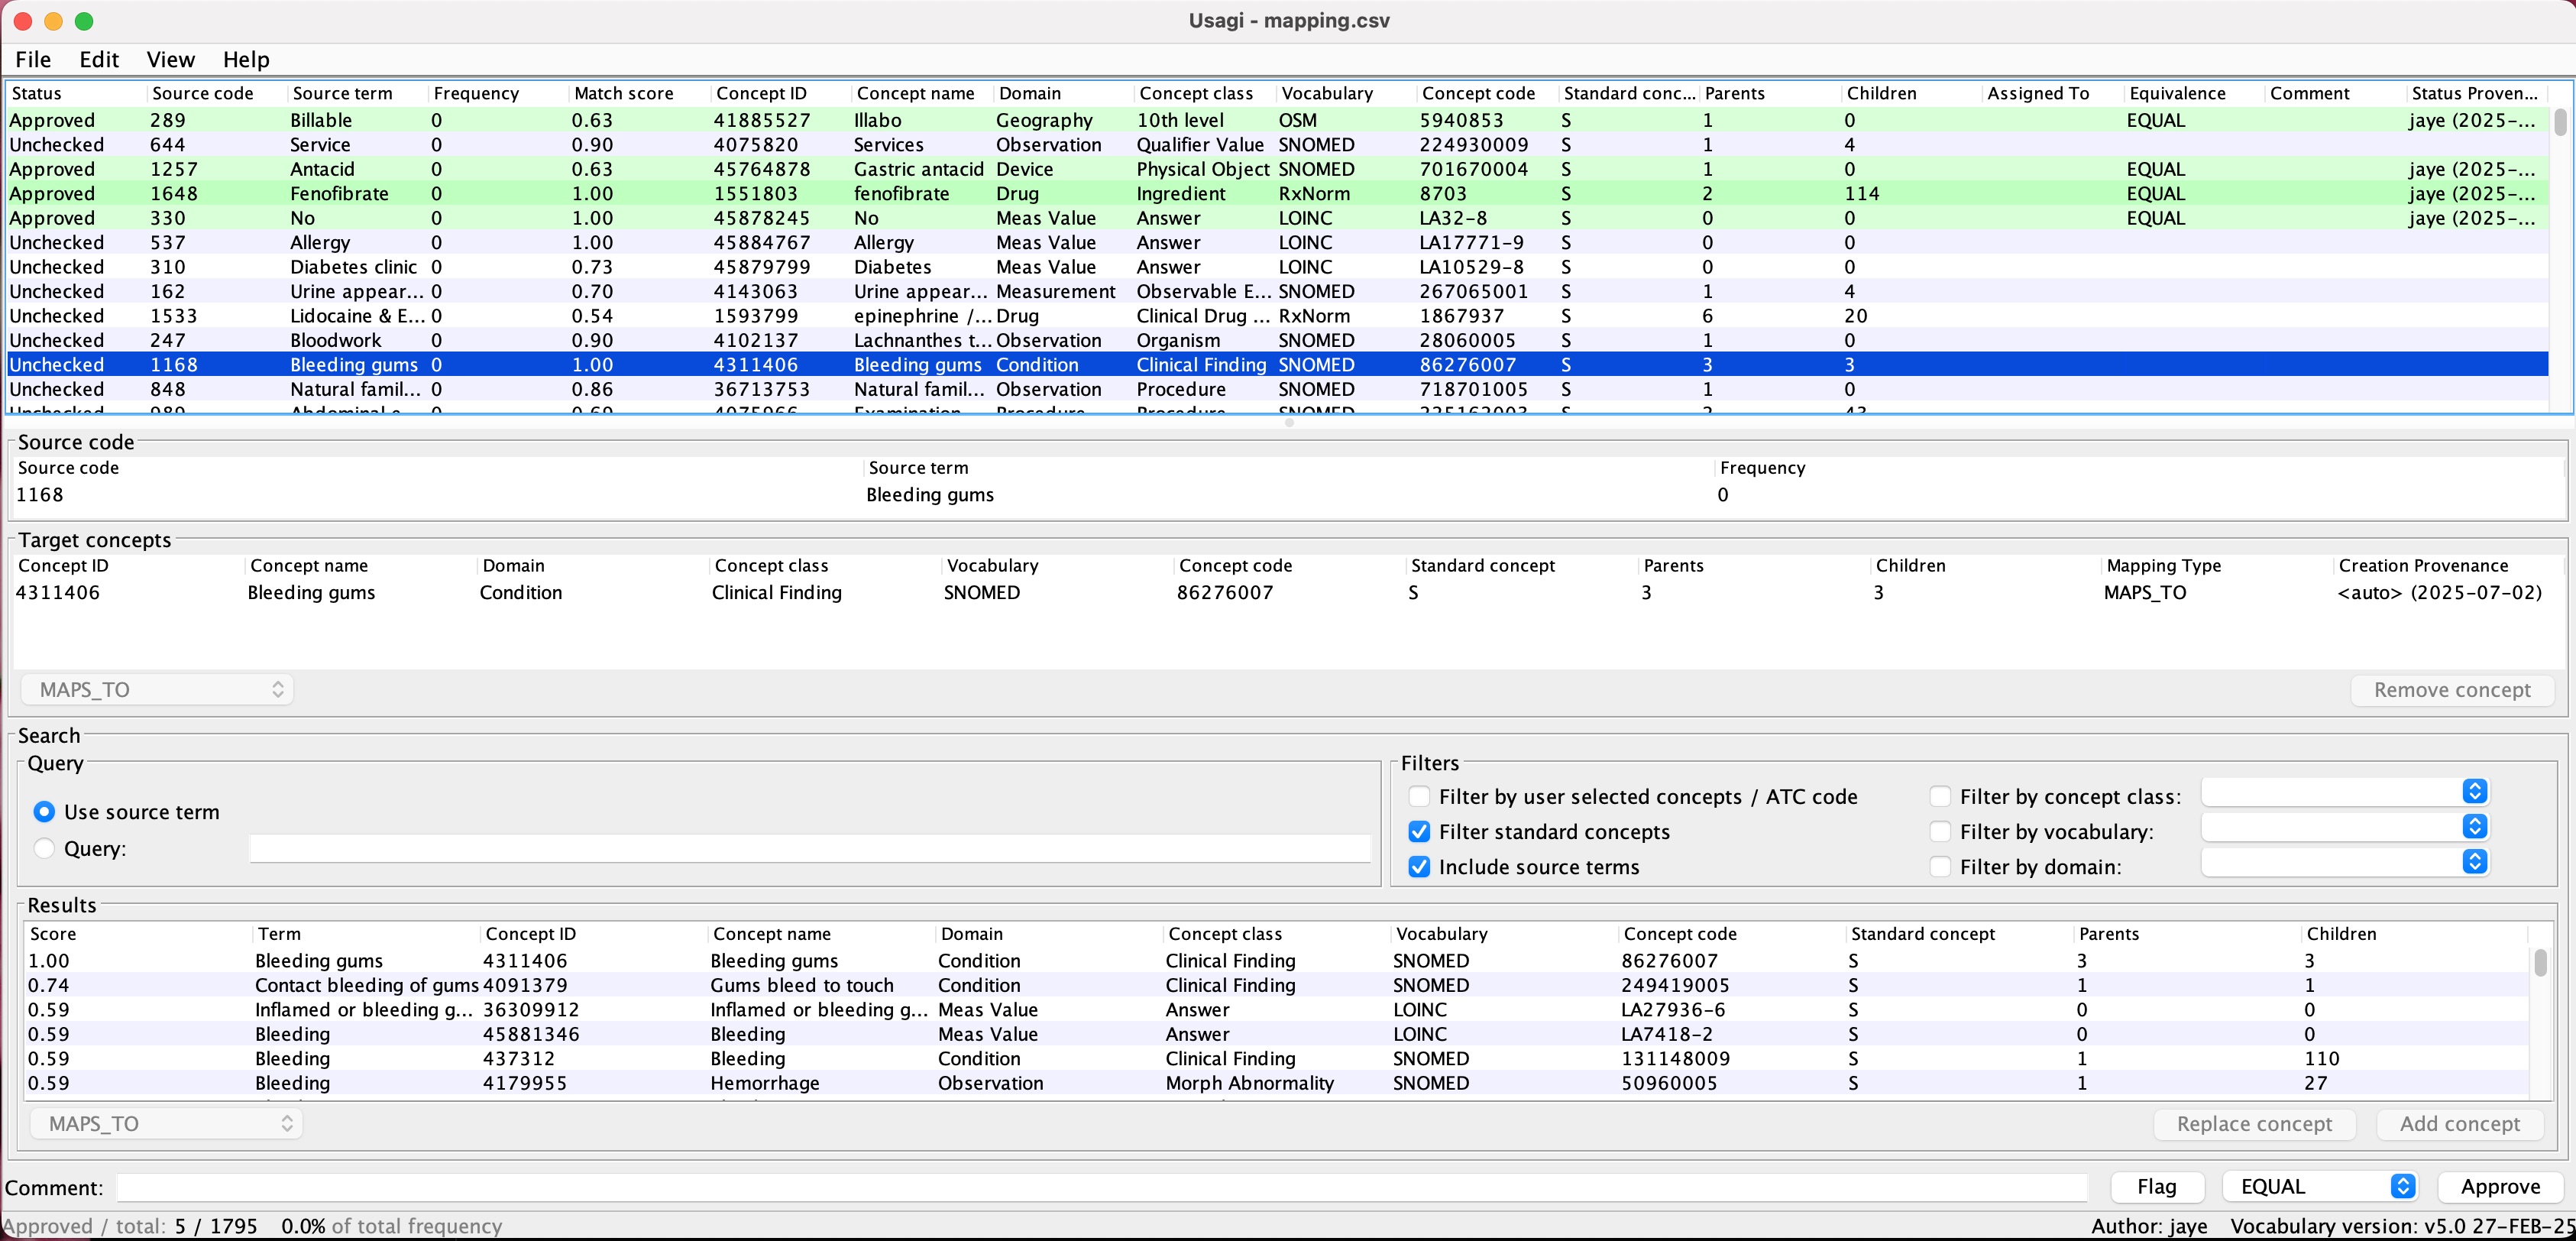 Usagi - mapping.csv
File Edit View Help
Status Source code Source term Frequency Match score Concept ID Concept name Domain Concept class Vocabulary Concept code Standard conc... Parents Children Assigned To Equivalence Comment Status Proven...
Approved 289 Billable 0 0.63 41885527 Illabo Geography 10th level OSM 5940853 S 1 0 EQUAL jaye (2025-...
Unchecked 644 Service 0 0.90 4075820 Services Observation Qualifier Value SNOMED 224930009 S 1 4
Approved 1257 Antacid 0 0.63 45764878 Gastric antacid Device Physical Object SNOMED 701670004 S 1 0 EQUAL jaye (2025-...
Approved 1648 Fenofibrate 0 1.00 1551803 fenofibrate Drug Ingredient RxNorm 8703 S 2 114 EQUAL jaye (2025-...
Approved 330 No 0 1.00 45878245 No Meas Value Answer LOINC LA32-8 S 0 0 EQUAL jaye (2025-...
Unchecked 537 Allergy 0 1.00 45884767 Allergy Meas Value Answer LOINC LA17771-9 S 0 0
Unchecked 310 Diabetes clinic 0 0.73 45879799 Diabetes Meas Value Answer LOINC LA10529-8 S 0 0
Unchecked 162 Urine appear... 0 0.70 4143063 Urine appear... Measurement Observable E... SNOMED 267065001 S 1 4
Unchecked 1533 Lidocaine & E... 0 0.54 1593799 epinephrine /... Drug Clinical Drug ... RxNorm 1867937 S 6 20
Unchecked 247 Bloodwork 0 0.90 4102137 Lachnanthes t... Observation Organism SNOMED 28060005 S 1 0
Unchecked 1168 Bleeding gums 0 1.00 4311406 Bleeding gums Condition Clinical Finding SNOMED 86276007 S 3 3
Unchecked 848 Natural famil... 0 0.86 36713753 Natural famil... Observation Procedure SNOMED 718701005 S 1 0
Source code
Source code Source term Frequency
1168 Bleeding gums 0
Target concepts
Concept ID Concept name Domain Concept class Vocabulary Concept code Standard concept Parents Children Mapping Type Creation Provenance
4311406 Bleeding gums Condition Clinical Finding SNOMED 86276007 S 3 3 MAPS_TO <auto> (2025-07-02)
MAPS_TO Remove concept
Search
Query
Use source term
Query:
Filters
Filter by user selected concepts / ATC code Filter by concept class:
Filter standard concepts Filter by vocabulary:
Include source terms Filter by domain:
Results
Score Term Concept ID Concept name Domain Concept class Vocabulary Concept code Standard concept Parents Children
1.00 Bleeding gums 4311406 Bleeding gums Condition Clinical Finding SNOMED 86276007 S 3 3
0.74 Contact bleeding of gums 4091379 Gums bleed to touch Condition Clinical Finding SNOMED 249419005 S 1 1
0.59 Inflamed or bleeding g... 36309912 Inflamed or bleeding g... Meas Value Answer LOINC LA27936-6 S 0 0
0.59 Bleeding 45881346 Bleeding Meas Value Answer LOINC LA7418-2 S 0 0
0.59 Bleeding 437312 Bleeding Condition Clinical Finding SNOMED 131148009 S 1 110
0.59 Bleeding 4179955 Hemorrhage Observation Morph Abnormality SNOMED 50960005 S 1 27
MAPS_TO Replace concept Add concept
Comment: Flag EQUAL Approve
Approved / total: 5 / 1795 0.0% of total frequency Author: jaye Vocabulary version: v5.0 27-FEB-25